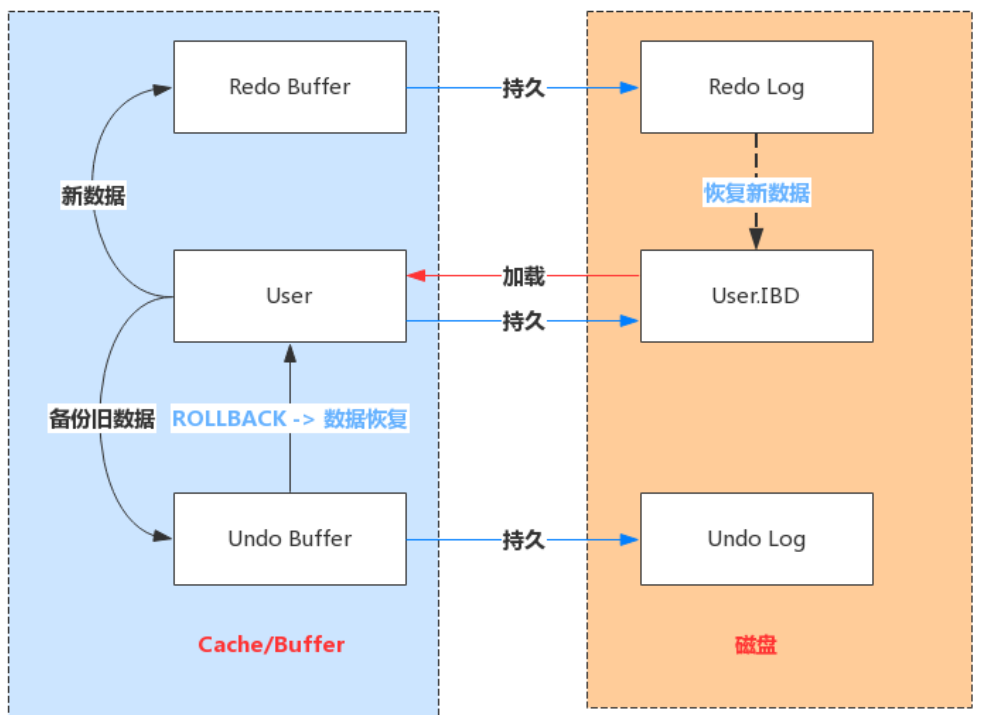 Redo Buffer
持久
Redo Log
新数据
恢复新数据
User
加载
持久
User.IBD
备份旧数据
ROLLBACK -> 数据恢复
Undo Buffer
持久
Undo Log
Cache/Buffer
磁盘